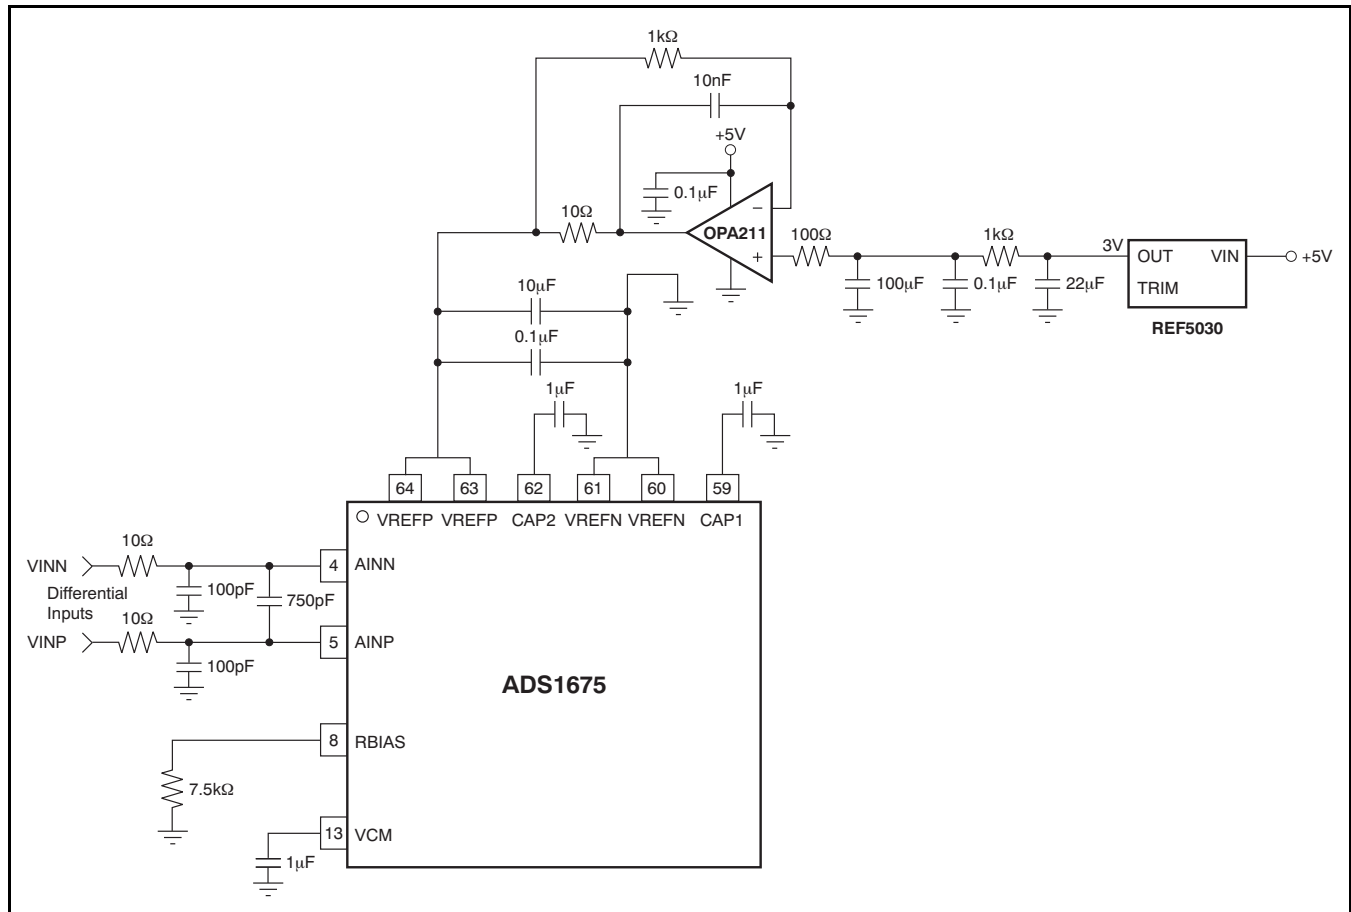 1kΩ
10nF
+5V
0.1μF
10Ω
OPA211
−
+
100Ω
1kΩ
3V
OUT
VIN
+5V
TRIM
100μF
0.1μF
22μF
REF5030
10μF
0.1μF
1μF
1μF
64
63
62
61
60
59
VREFP
VREFP
CAP2
VREFN
VREFN
CAP1
10Ω
VINN
4
AINN
Differential
Inputs
100pF
750pF
10Ω
VINP
5
AINP
100pF
ADS1675
8
RBIAS
7.5kΩ
13
VCM
1μF